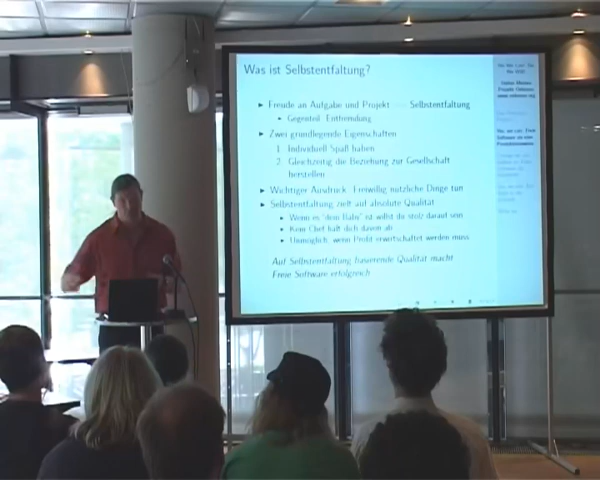 Was ist Selbstentfaltung?
Freude an Aufgabe und Projekt Selbstentfaltung
Gegenteil: Entfremdung
Zwei grundlegende Eigenschaften
1. Individuell Spaß haben
2. Gleichzeitig die Beziehung zur Gesellschaft
herstellen
Wichtiger Ausdruck: Freiwillig nützliche Dinge tun
Selbstentfaltung zielt auf absolute Qualität
Wenn es "dein Baby" ist willst du stolz darauf sein
Kein Chef hält dich davon ab
Unmöglich, wenn Profit erwirtschaftet werden muss
Auf Selbstentfaltung basierende Qualität macht
Freie Software erfolgreich